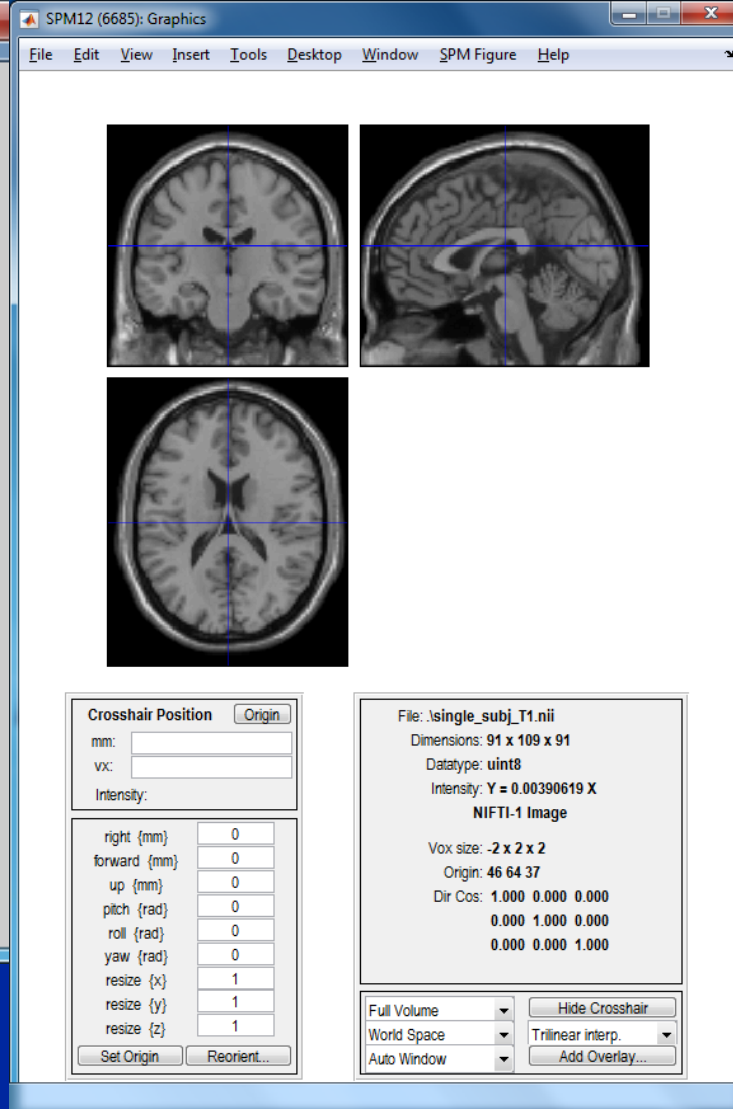 SPM12 (6685): Graphics
File Edit View Insert Tools Desktop Window SPM Figure Help
Crosshair Position Origin
mm:
vx:
Intensity:
right {mm} 0
forward {mm} 0
up {mm} 0
pitch {rad} 0
roll {rad} 0
yaw {rad} 0
resize {x} 1
resize {y} 1
resize {z} 1
Set Origin Reorient...
File: .\single_subj_T1.nii
Dimensions: 91 x 109 x 91
Datatype: uint8
Intensity: Y = 0.00390619 X
NIFTI-1 Image
Vox size: -2 x 2 x 2
Origin: 46 64 37
Dir Cos: 1.000 0.000 0.000
0.000 1.000 0.000
0.000 0.000 1.000
Full Volume Hide Crosshair
World Space Trilinear interp.
Auto Window Add Overlay...